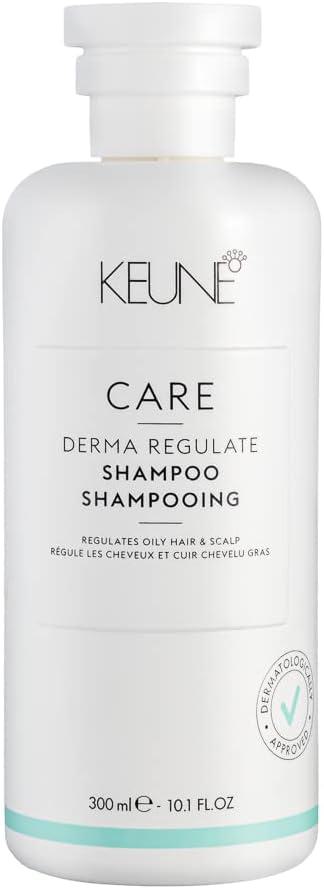 KEUNE
CARE
DERMA REGULATE
SHAMPOO
SHAMPOOING
REGULATES OILY HAIR & SCALP
RÉGULE LES CHEVEUX ET CUIR CHEVELU GRAS
DERMATOLOGICALLY
APPROVED
300 ml ℮ - 10.1 FL.OZ